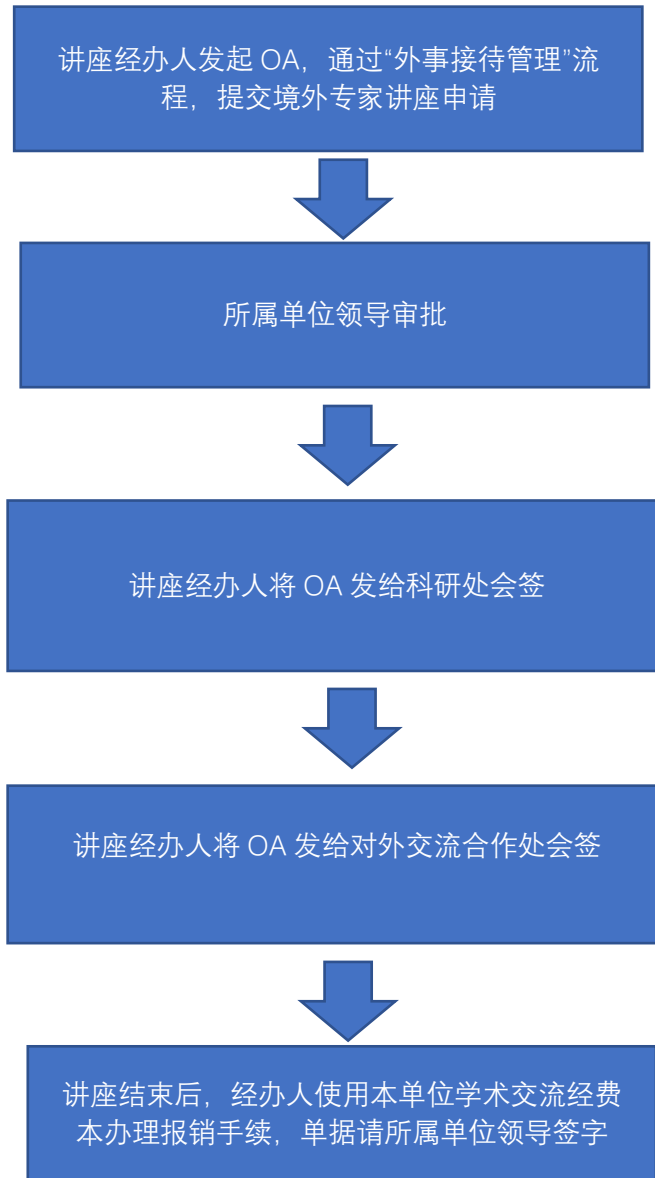 讲座经办人发起 OA，通过“外事接待管理”流
程，提交境外专家讲座申请
所属单位领导审批
讲座经办人将 OA 发给科研处会签
讲座经办人将 OA 发给对外交流合作处会签
讲座结束后，经办人使用本单位学术交流经费
本办理报销手续，单据请所属单位领导签字